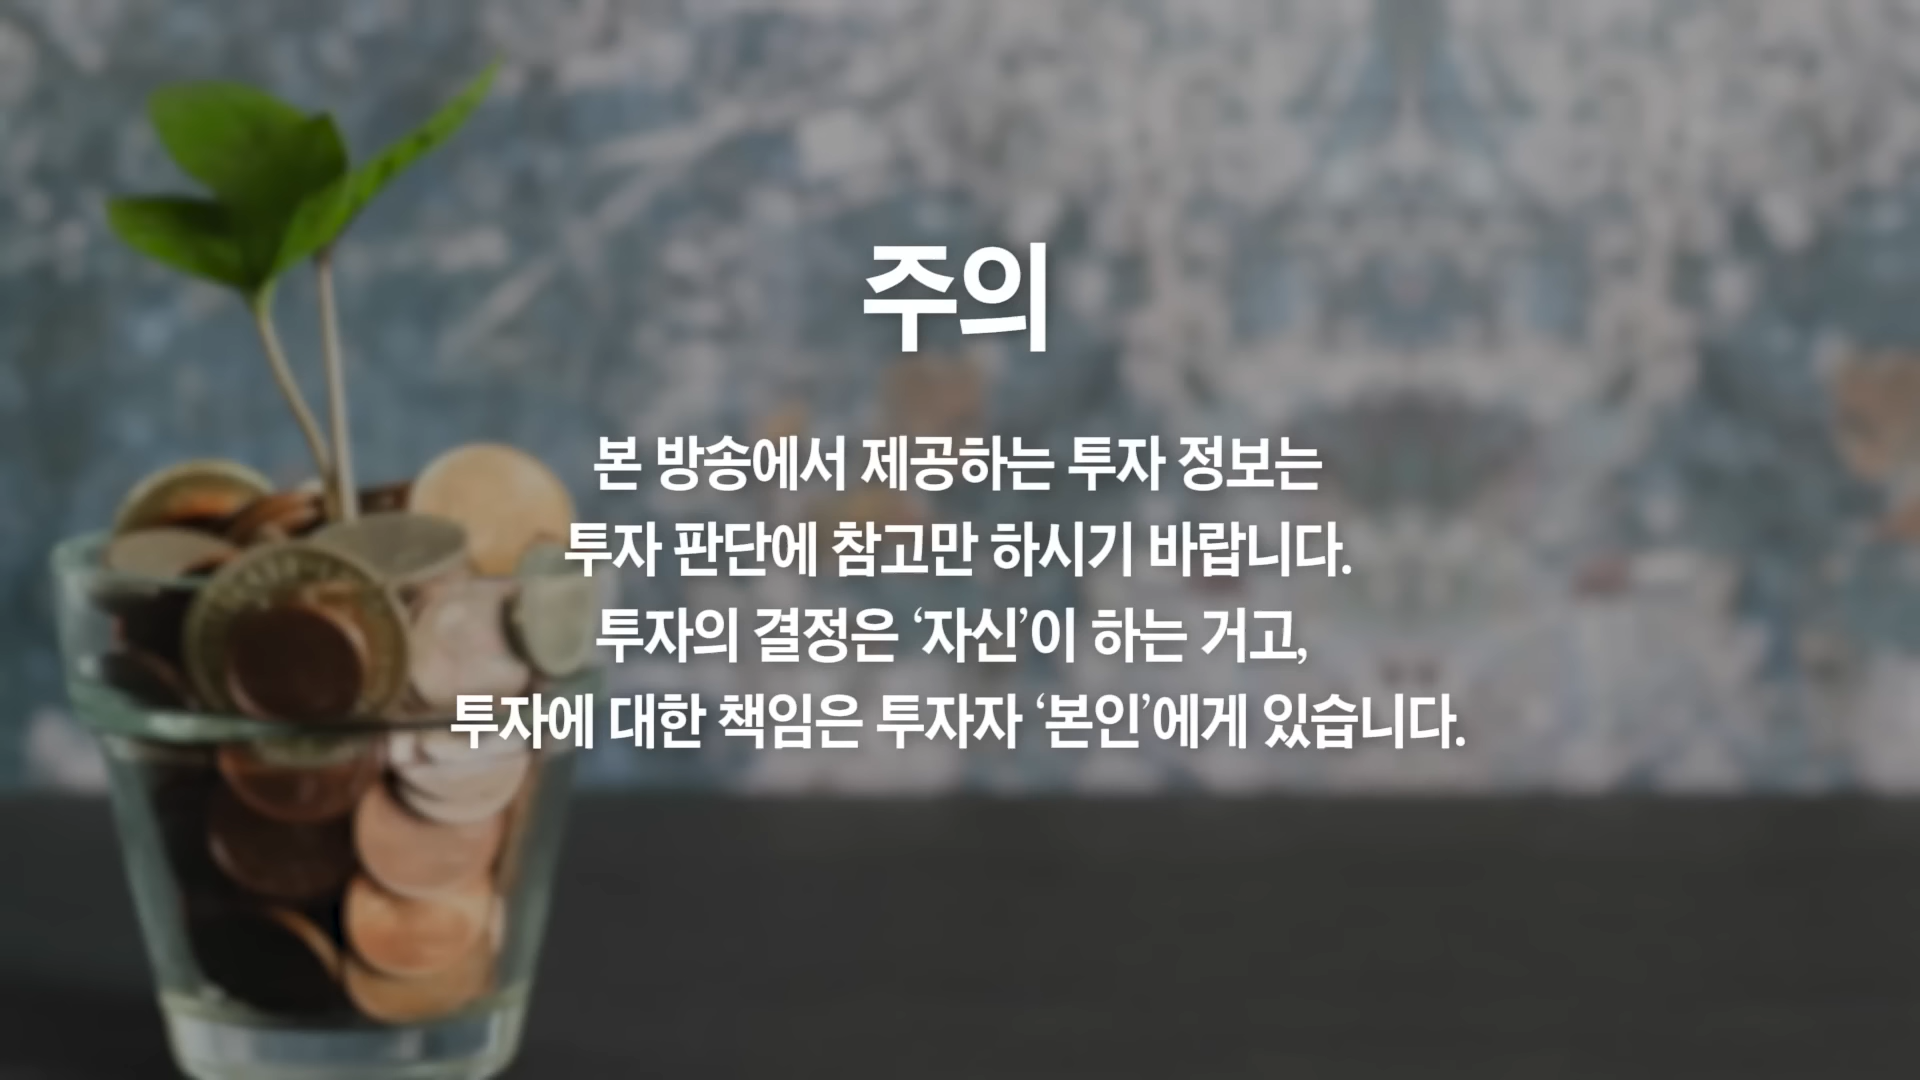 주의
본 방송에서 제공하는 투자 정보는
투자 판단에 참고만 하시기 바랍니다.
투자의 결정은 ‘자신’이 하는 거고,
투자에 대한 책임은 투자자 ‘본인’에게 있습니다.